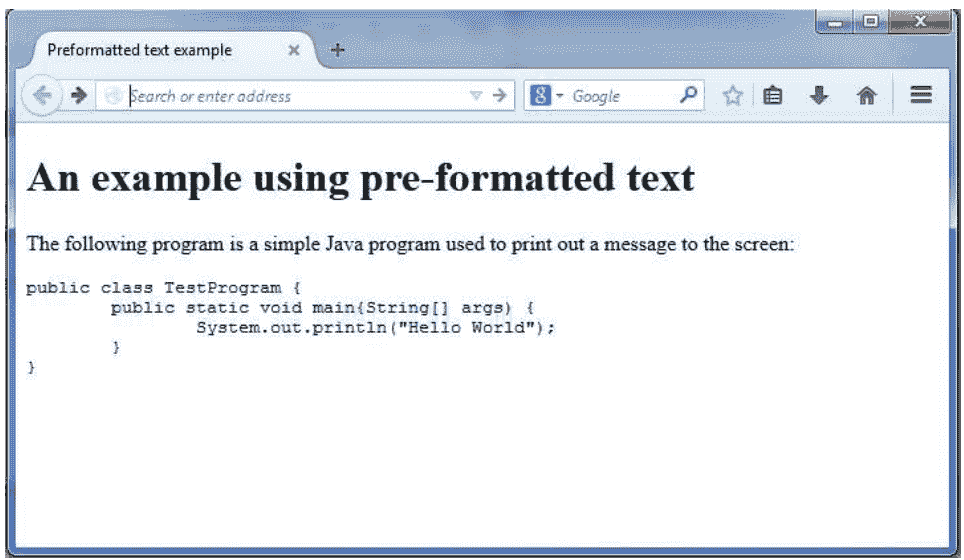 Preformatted text example
Search or enter address
8 Google
An example using pre-formatted text
The following program is a simple Java program used to print out a message to the screen:
public class TestProgram {
        public static void main(String[] args) {
                System.out.println("Hello World");
        }
}